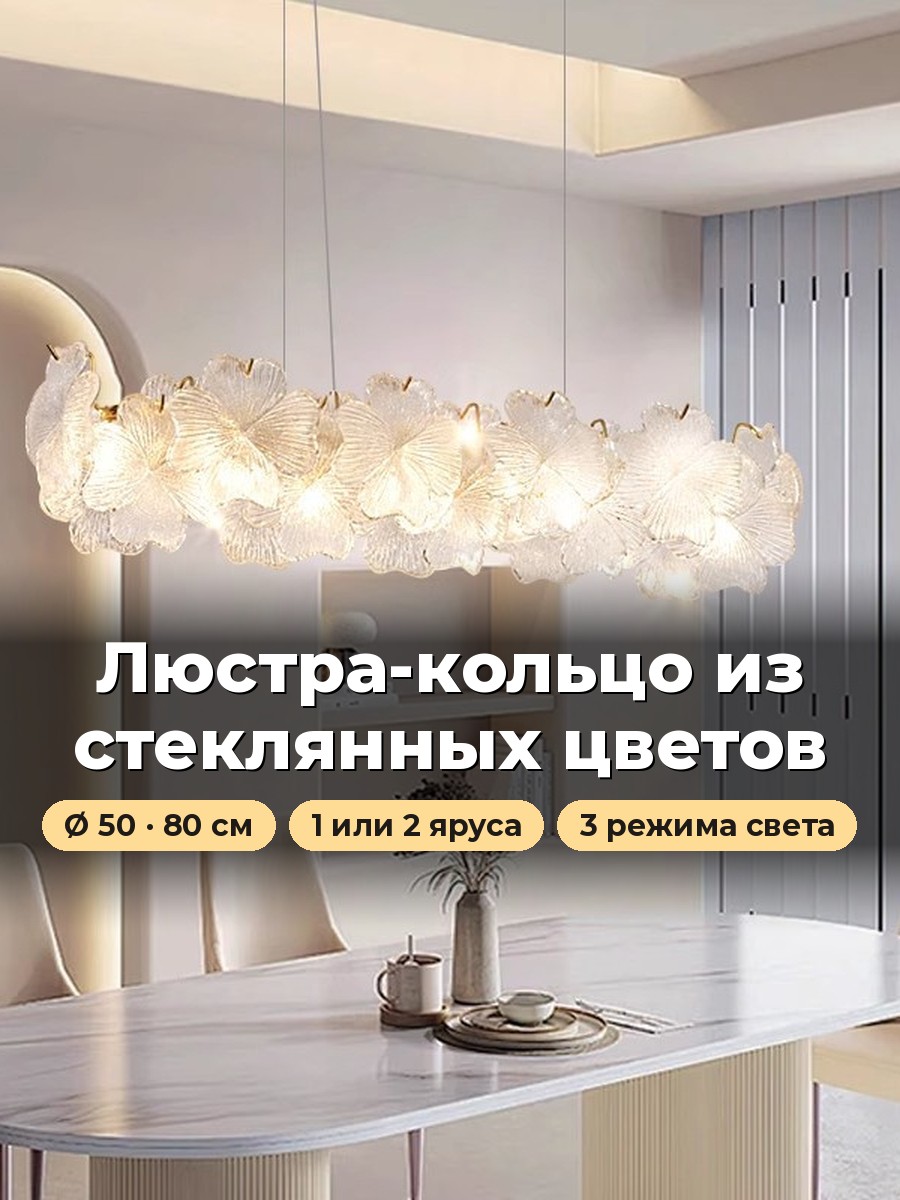 Люстра-кольцо из
стеклянных цветов
Ø 50 · 80 см
1 или 2 яруса
3 режима света